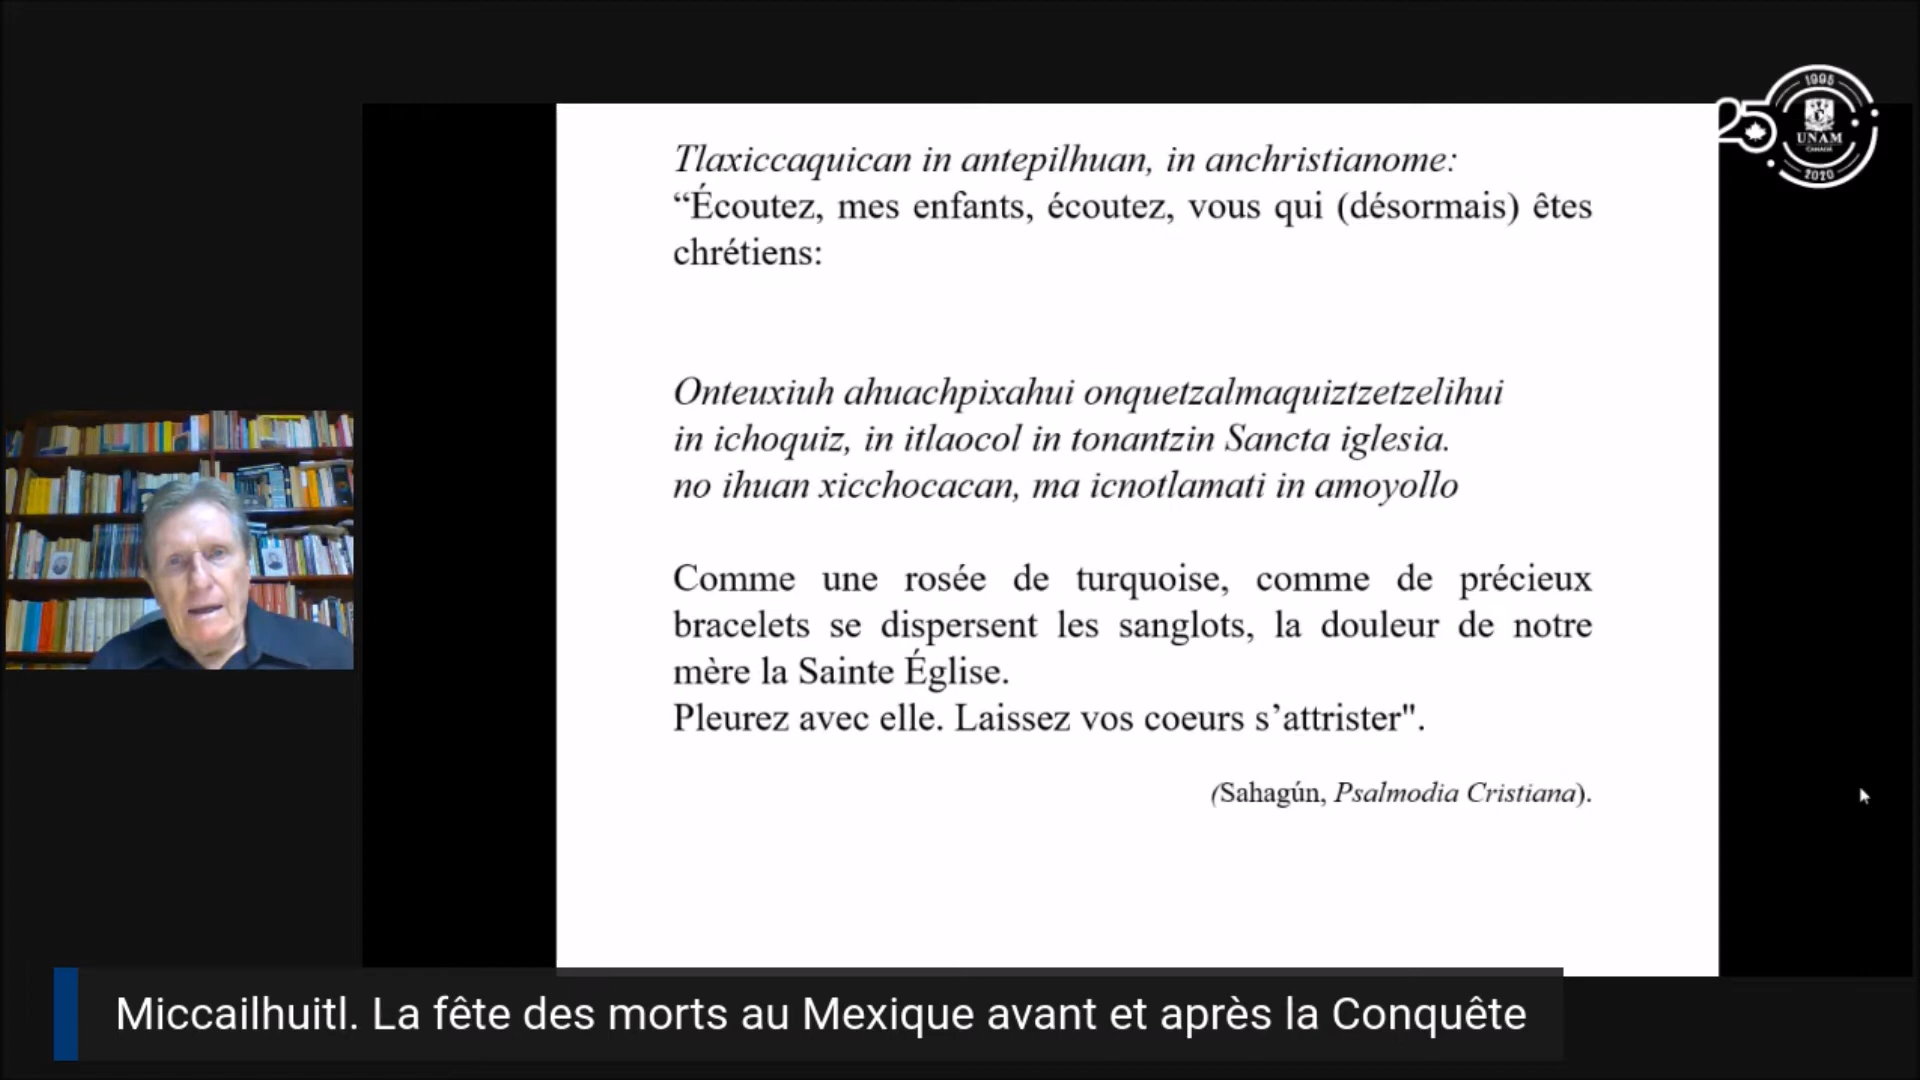 Tlaxiccaquican in antepilhuan, in anchristianome:
“Écoutez, mes enfants, écoutez, vous qui (désormais) êtes
chrétiens:
Onteuxiuh ahuachpixahui onquetzalmaquiztzetzelihui
in ichoquiz, in itlaocol in tonantzin Sancta iglesia.
no ihuan xicchocacan, ma icnotlamati in amoyollo
Comme une rosée de turquoise, comme de précieux
bracelets se dispersent les sanglots, la douleur de notre
mère la Sainte Église.
Pleurez avec elle. Laissez vos coeurs s’attrister".
(Sahagún, Psalmodia Cristiana).
25
1995
UNAM
CANADÁ
2020
Miccailhuitl. La fête des morts au Mexique avant et après la Conquête